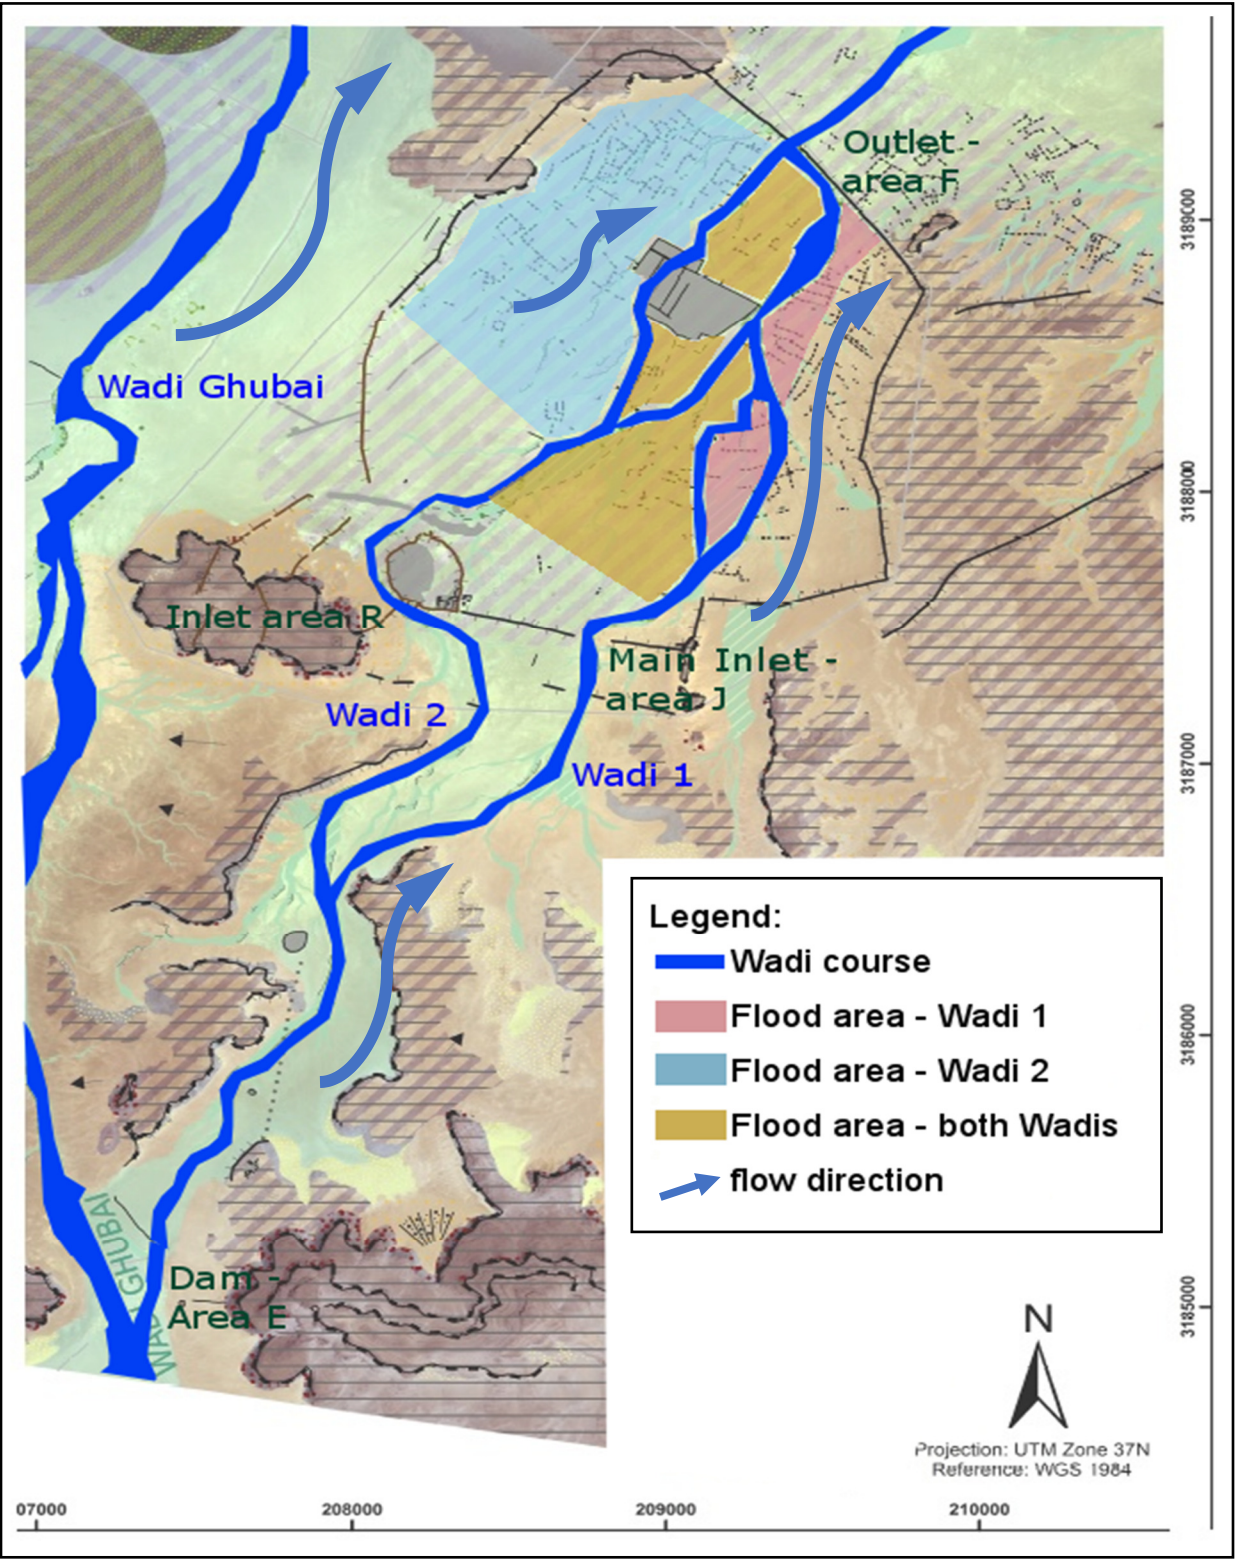 Outlet -
area F
3189000
Wadi Ghubai
3188000
Inlet area R
Main Inlet -
area J
Wadi 2
3187000
Wadi 1
Legend:
Wadi course
Flood area - Wadi 1
3186000
Flood area - Wadi 2
Flood area - both Wadis
flow direction
WADI GHUBAI
Dam -
Area E
3185000
N
Projection: UTM Zone 37N
Reference: WGS 1984
07000 208000 209000 210000